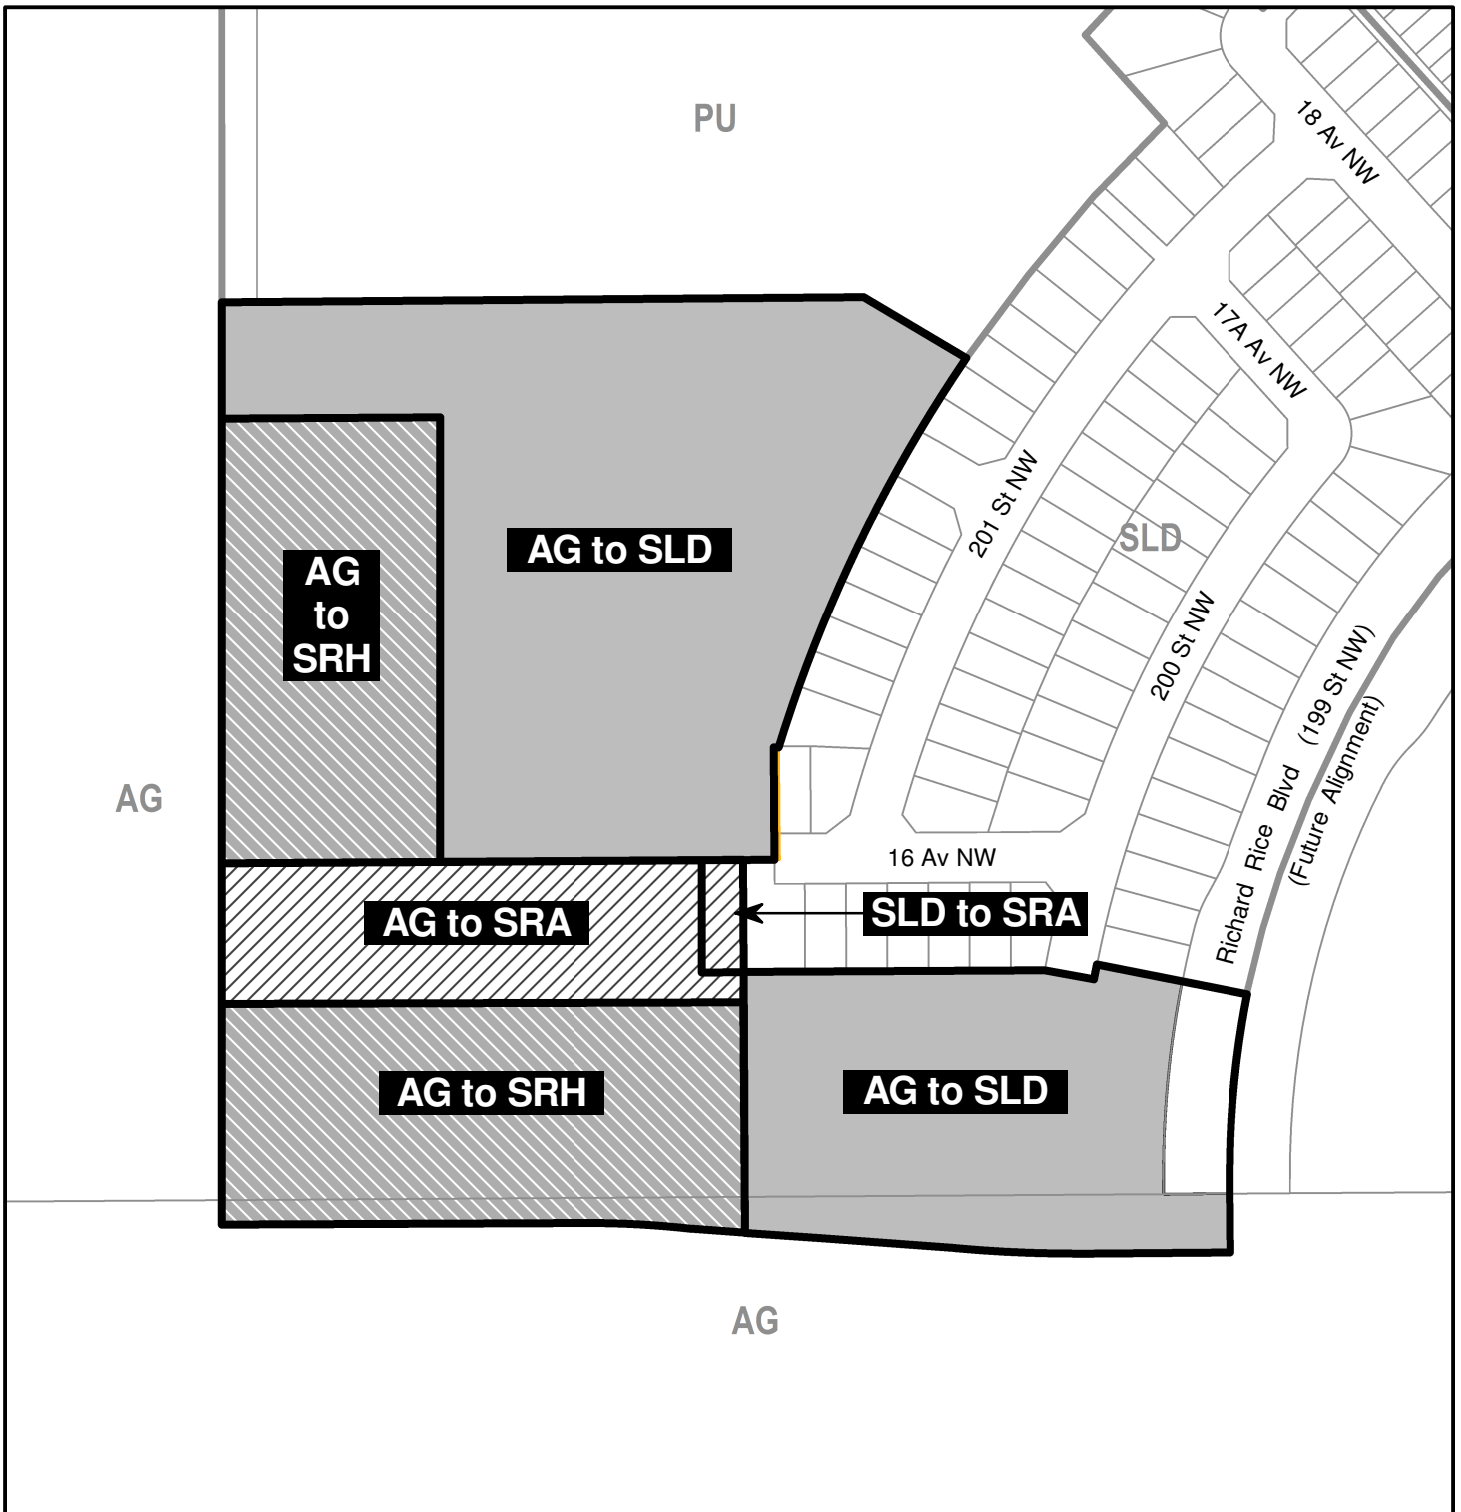 PU
18 Av NW
17A Av NW
201 St NW
SLD
AG to SLD
AG
to
SRH
200 St NW
Richard Rice Blvd (199 St NW)
(Future Alignment)
AG
16 Av NW
AG to SRA
SLD to SRA
AG to SRH
AG to SLD
AG